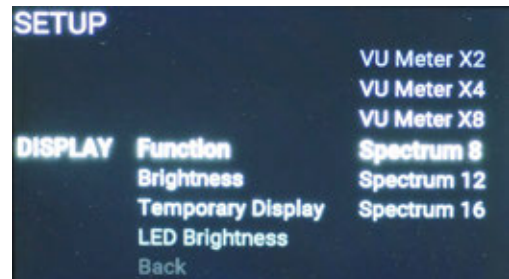 SETUP
VU Meter X2
VU Meter X4
VU Meter X8
DISPLAY Function Spectrum 8
Brightness Spectrum 12
Temporary Display Spectrum 16
LED Brightness
Back